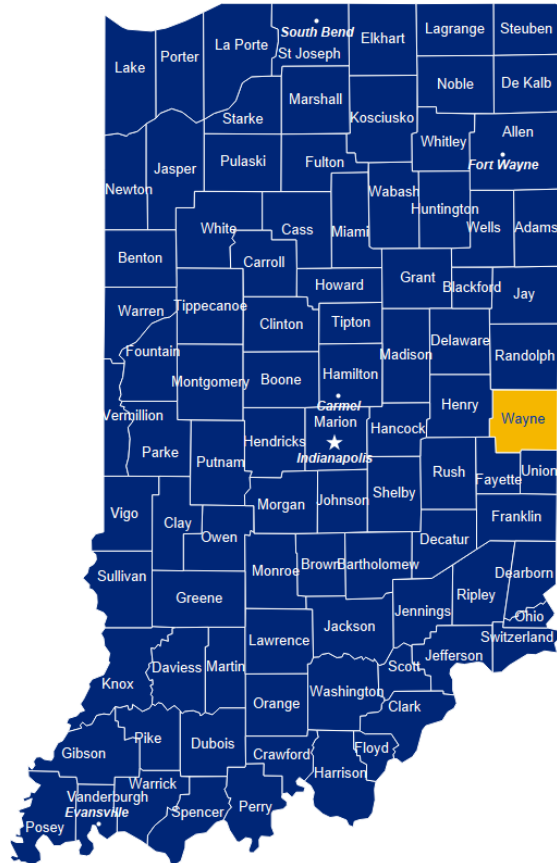 South Bend
Lagrange
Steuben
La Porte
Elkhart
St Joseph
Porter
Lake
Noble
De Kalb
Marshall
Kosciusko
Starke
Allen
Whitley
Pulaski
Fulton
Fort Wayne
Jasper
Newton
Wabash
Huntington
Wells
Adams
White
Cass
Miami
Benton
Carroll
Grant
Howard
Blackford
Jay
Tippecanoe
Warren
Clinton
Tipton
Delaware
Fountain
Madison
Randolph
Montgomery
Boone
Hamilton
Carmel
Henry
Vermillion
Marion
Wayne
Hancock
Hendricks
Parke
Putnam
Indianapolis
Rush
Union
Fayette
Shelby
Morgan
Johnson
Vigo
Clay
Franklin
Owen
Decatur
Brown
Bartholomew
Monroe
Dearborn
Sullivan
Ripley
Greene
Jennings
Ohio
Jackson
Switzerland
Lawrence
Jefferson
Daviess
Martin
Scott
Knox
Washington
Orange
Clark
Pike
Dubois
Floyd
Gibson
Crawford
Harrison
Warrick
Vanderburgh
Perry
Evansville
Spencer
Posey